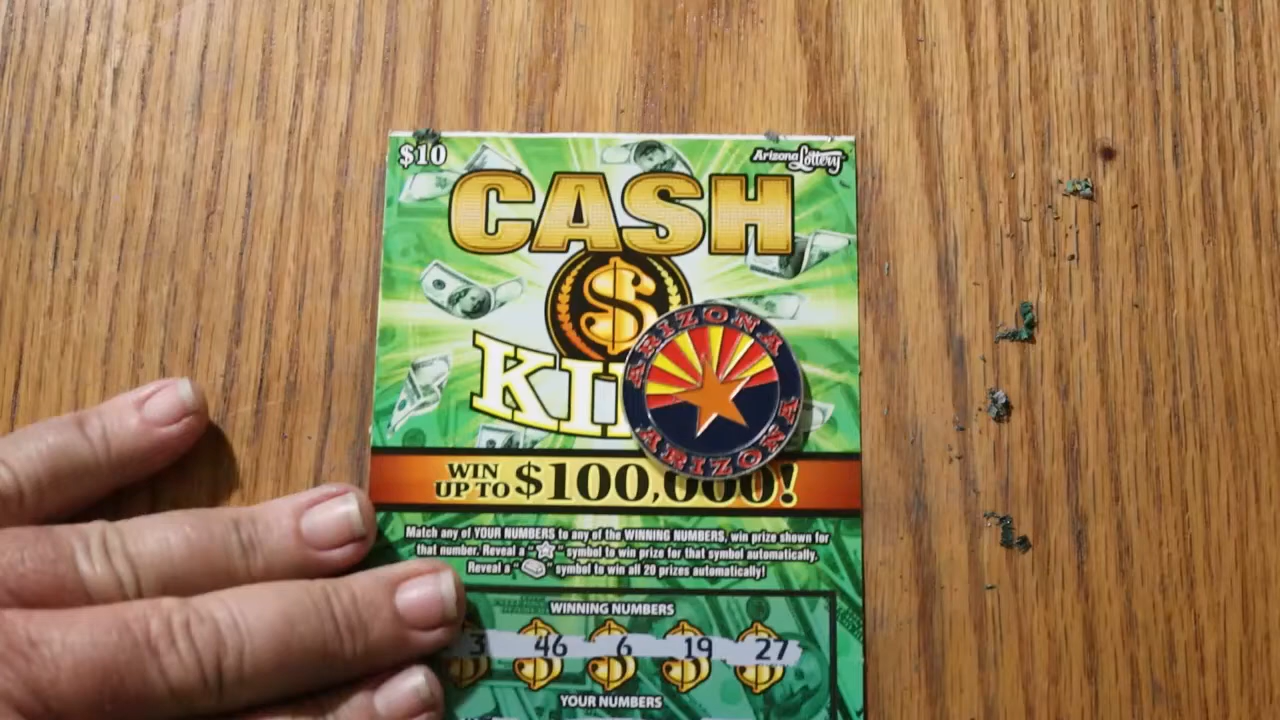 $10
Arizona Lottery
CASH
$
ARIZONA
ARIZONA
WIN
UP TO $100,000!
Match any of YOUR NUMBERS to any of the WINNING NUMBERS, win prize shown for
that number. Reveal a " " symbol to win prize for that symbol automatically.
Reveal a " " symbol to win all 20 prizes automatically!
WINNING NUMBERS
46 6 19 27
YOUR NUMBERS